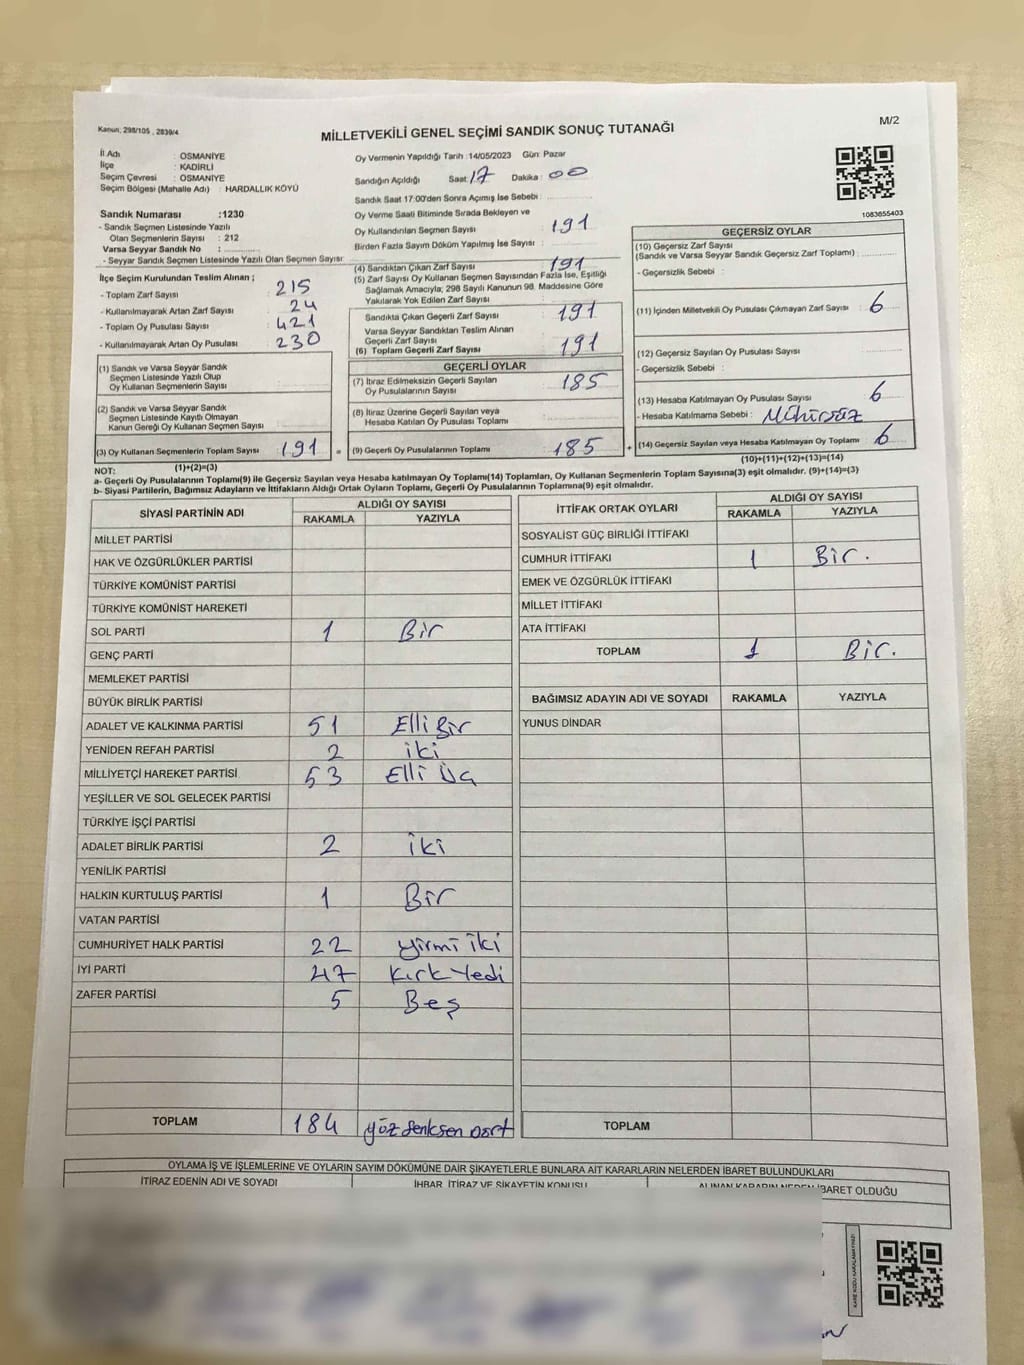 Kanun, 298/105 , 2839/4
MİLLETVEKİLİ GENEL SEÇİMİ SANDIK SONUÇ TUTANAĞI
M/2
İl Adı : OSMANİYE
İlçe : KADİRLİ
Seçim Çevresi : OSMANİYE
Seçim Bölgesi (Mahalle Adı) : HARDALLIK KÖYÜ
Oy Vermenin Yapıldığı Tarih : 14/05/2023 Gün: Pazar
Sandığın Açıldığı Saat: 17 Dakika : 00
Sandık Saat 17:00'den Sonra Açımış İse Sebebi :
1083655403
Sandık Numarası : 1230
- Sandık Seçmen Listesinde Yazılı
Olan Seçmenlerin Sayısı : 212
Varsa Seyyar Sandık No :
- Seyyar Sandık Seçmen Listesinde Yazılı Olan Seçmen Sayısı:
Oy Verme Saati Bitiminde Sırada Bekleyen ve
Oy Kullandırılan Seçmen Sayısı : 191
Birden Fazla Sayım Döküm Yapılmış İse Sayısı :
İlçe Seçim Kurulundan Teslim Alınan ;
- Toplam Zarf Sayısı : 215
- Kullanılmayarak Artan Zarf Sayısı : 24
- Toplam Oy Pusulası Sayısı : 421
- Kullanılmayarak Artan Oy Pusulası : 230
(4) Sandıktan Çıkan Zarf Sayısı : 191
(5) Zarf Sayısı Oy Kullanan Seçmen Sayısından Fazla İse, Eşitliği
Sağlamak Amacıyla; 298 Sayılı Kanunun 98. Maddesine Göre
Yakılarak Yok Edilen Zarf Sayısı :
Sandıkta Çıkan Geçerli Zarf Sayısı : 191
Varsa Seyyar Sandıktan Teslim Alınan
Geçerli Zarf Sayısı :
(6) Toplam Geçerli Zarf Sayısı : 191
GEÇERLİ OYLAR
(7) İtiraz Edilmeksizin Geçerli Sayılan
Oy Pusulalarının Sayısı : 185
(8) İtiraz Üzerine Geçerli Sayılan veya
Hesaba Katılan Oy Pusulası Toplamı :
(9) Geçerli Oy Pusulalarının Toplamı : 185
(1) Sandık ve Varsa Seyyar Sandık
Seçmen Listesinde Yazılı Olup
Oy Kullanan Seçmenlerin Sayısı :
(2) Sandık ve Varsa Seyyar Sandık
Seçmen Listesinde Kayıtlı Olmayan
Kanun Gereği Oy Kullanan Seçmen Sayısı :
(3) Oy Kullanan Seçmenlerin Toplam Sayısı : 191 =
(1)+(2)=(3)
GEÇERSİZ OYLAR
(10) Geçersiz Zarf Sayısı
(Sandık ve Varsa Seyyar Sandık Geçersiz Zarf Toplamı) :
- Geçersizlik Sebebi :
(11) İçinden Milletvekili Oy Pusulası Çıkmayan Zarf Sayısı : 6
(12) Geçersiz Sayılan Oy Pusulası Sayısı
- Geçersizlik Sebebi :
(13) Hesaba Katılmayan Oy Pusulası Sayısı : 6
- Hesaba Katılmama Sebebi : Mühürsüz
+ (14) Geçersiz Sayılan veya Hesaba Katılmayan Oy Toplamı : 6
(10)+(11)+(12)+(13)=(14)
NOT:
a- Geçerli Oy Pusulalarının Toplamı(9) ile Geçersiz Sayılan veya Hesaba Katılmayan Oy Toplamı(14) Toplamları, Oy Kullanan Seçmenlerin Toplam Sayısına(3) eşit olmalıdır. (9)+(14)=(3)
b- Siyasi Partilerin, Bağımsız Adayların ve İttifakların Aldığı Ortak Oyların Toplamı, Geçerli Oy Pusulalarının Toplamına(9) eşit olmalıdır.
SİYASİ PARTİNİN ADI ALDIĞI OY SAYISI
RAKAMLA YAZIYLA
MİLLET PARTİSİ
HAK VE ÖZGÜRLÜKLER PARTİSİ
TÜRKİYE KOMÜNİST PARTİSİ
TÜRKİYE KOMÜNİST HAREKETİ
SOL PARTİ 1 Bir
GENÇ PARTİ
MEMLEKET PARTİSİ
BÜYÜK BİRLİK PARTİSİ
ADALET VE KALKINMA PARTİSİ 51 Elli Bir
YENİDEN REFAH PARTİSİ 2 iki
MİLLİYETÇİ HAREKET PARTİSİ 53 Elli Üç
YEŞİLLER VE SOL GELECEK PARTİSİ
TÜRKİYE İŞÇİ PARTİSİ
ADALET BİRLİK PARTİSİ 2 iki
YENİLİK PARTİSİ
HALKIN KURTULUŞ PARTİSİ 1 Bir
VATAN PARTİSİ
CUMHURİYET HALK PARTİSİ 22 yirmi iki
İYİ PARTİ 47 Kırk Yedi
ZAFER PARTİSİ 5 Beş
TOPLAM 184 yöz senksen Dört
İTTİFAK ORTAK OYLARI ALDIĞI OY SAYISI
RAKAMLA YAZIYLA
SOSYALİST GÜÇ BİRLİĞİ İTTİFAKI
CUMHUR İTTİFAKI 1 Bir.
EMEK VE ÖZGÜRLÜK İTTİFAKI
MİLLET İTTİFAKI
ATA İTTİFAKI
TOPLAM 1 Bir.
BAĞIMSIZ ADAYIN ADI VE SOYADI RAKAMLA YAZIYLA
YUNUS DİNDAR
TOPLAM
OYLAMA İŞ VE İŞLEMLERİNE VE OYLARIN SAYIM DÖKÜMÜNE DAİR ŞİKAYETLERLE BUNLARA AİT KARARLARIN NELERDEN İBARET BULUNDUKLARI
İTİRAZ EDENİN ADI VE SOYADI İHBAR, İTİRAZ VE ŞİKAYETİN KONUSU ALINAN KARARIN NEDEN İBARET OLDUĞU
KARE KODU KARALAMAYINIZ!